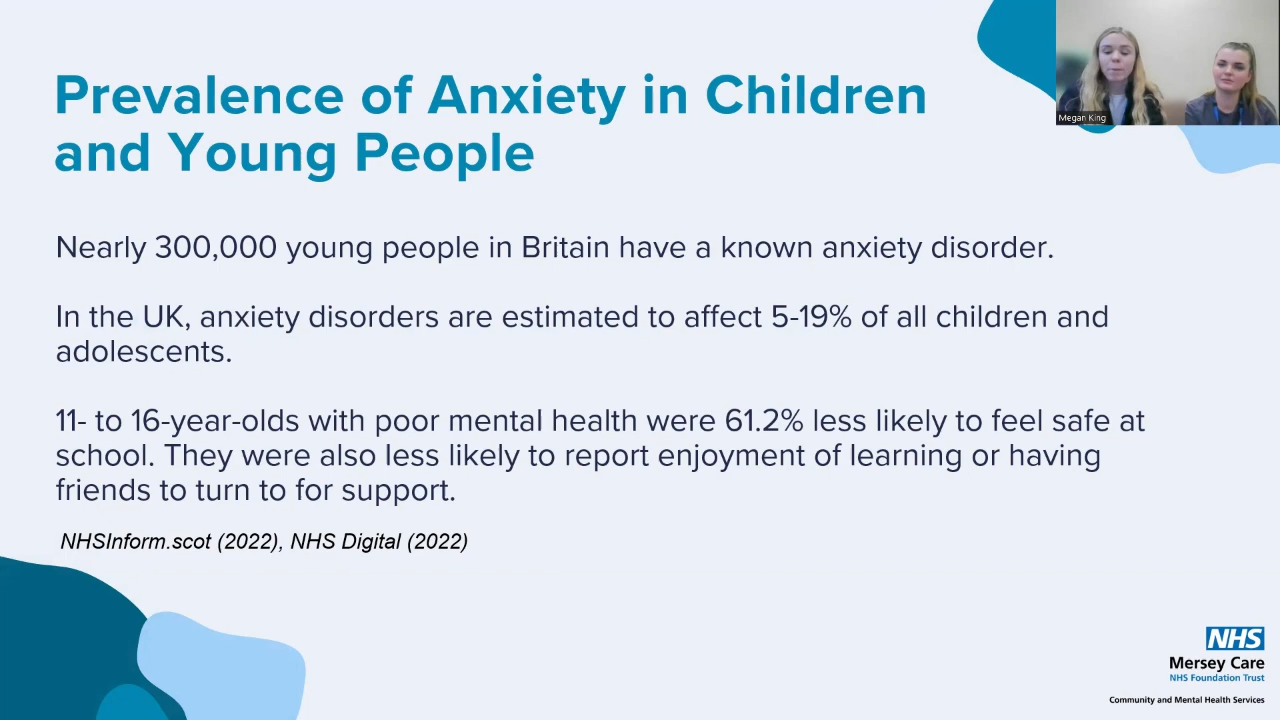 Prevalence of Anxiety in Children
and Young People
Megan King
Nearly 300,000 young people in Britain have a known anxiety disorder.
In the UK, anxiety disorders are estimated to affect 5-19% of all children and
adolescents.
11- to 16-year-olds with poor mental health were 61.2% less likely to feel safe at
school. They were also less likely to report enjoyment of learning or having
friends to turn to for support.
NHSInform.scot (2022), NHS Digital (2022)
NHS
Mersey Care
NHS Foundation Trust
Community and Mental Health Services